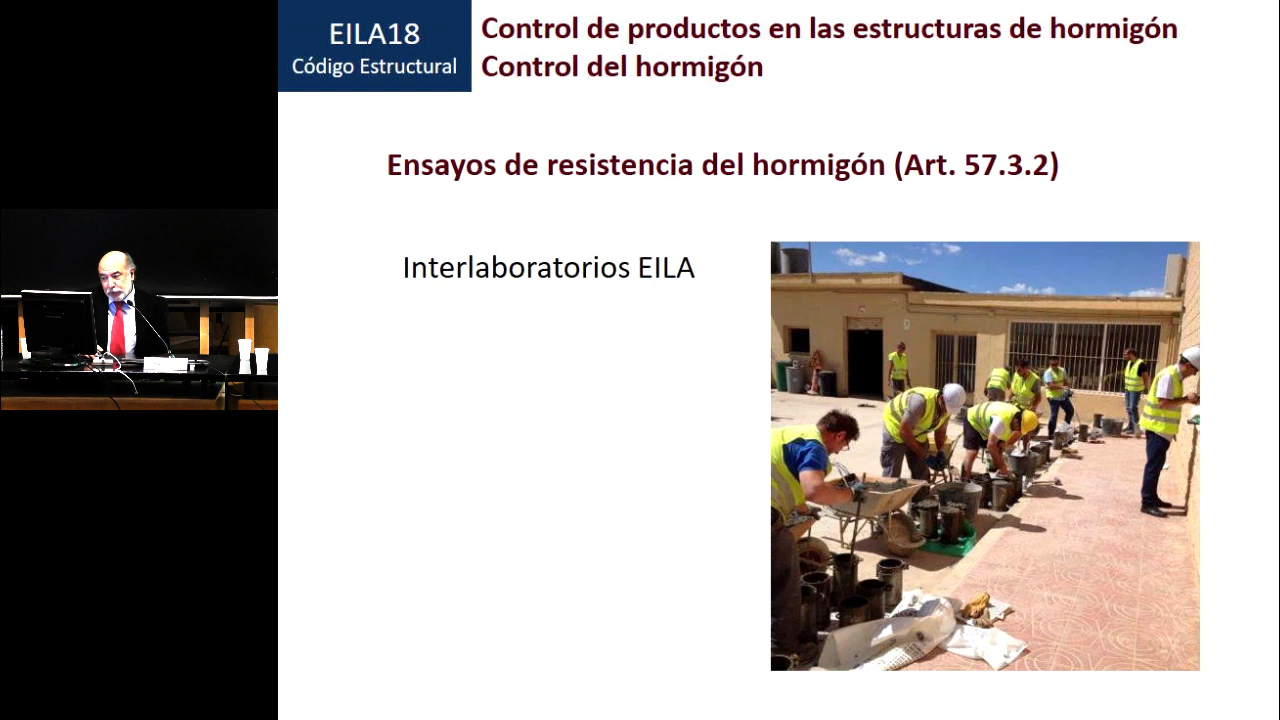 EILA18
Código Estructural
Control de productos en las estructuras de hormigón
Control del hormigón
Ensayos de resistencia del hormigón (Art. 57.3.2)
Interlaboratorios EILA